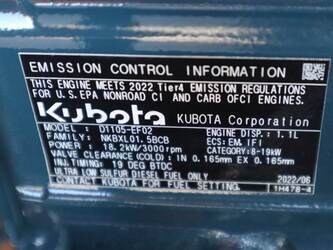 EMISSION CONTROL INFORMATION
THIS ENGINE MEETS 2022 Tier4 EMISSION REGULATIONS
FOR U.S.EPA NONROAD CI AND CARB OFCI ENGINES.
Kubota KUBOTA Corporation
MODEL : D1105-EF02 ENGINE DISP.: 1.1L
FAMILY: NKBXL01.5BCB ECS: EM,IFI
POWER : 18.2kW/3000rpm CATEGORY:8-19kW
VALVE CLEARANCE(COLD): IN 0.165mm EX 0.165mm
INJ TIMING : 19 DEG BTDC
ULTRA LOW SULFUR DIESEL FUEL ONLY 2022/06
CONTACT KUBOTA FOR FULL SETTING. 1H478-4